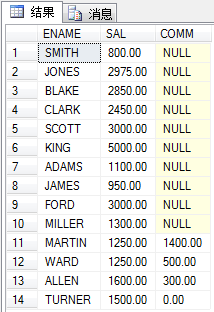 结果 消息
ENAME SAL COMM
1 SMITH 800.00 NULL
2 JONES 2975.00 NULL
3 BLAKE 2850.00 NULL
4 CLARK 2450.00 NULL
5 SCOTT 3000.00 NULL
6 KING 5000.00 NULL
7 ADAMS 1100.00 NULL
8 JAMES 950.00 NULL
9 FORD 3000.00 NULL
10 MILLER 1300.00 NULL
11 MARTIN 1250.00 1400.00
12 WARD 1250.00 500.00
13 ALLEN 1600.00 300.00
14 TURNER 1500.00 0.00